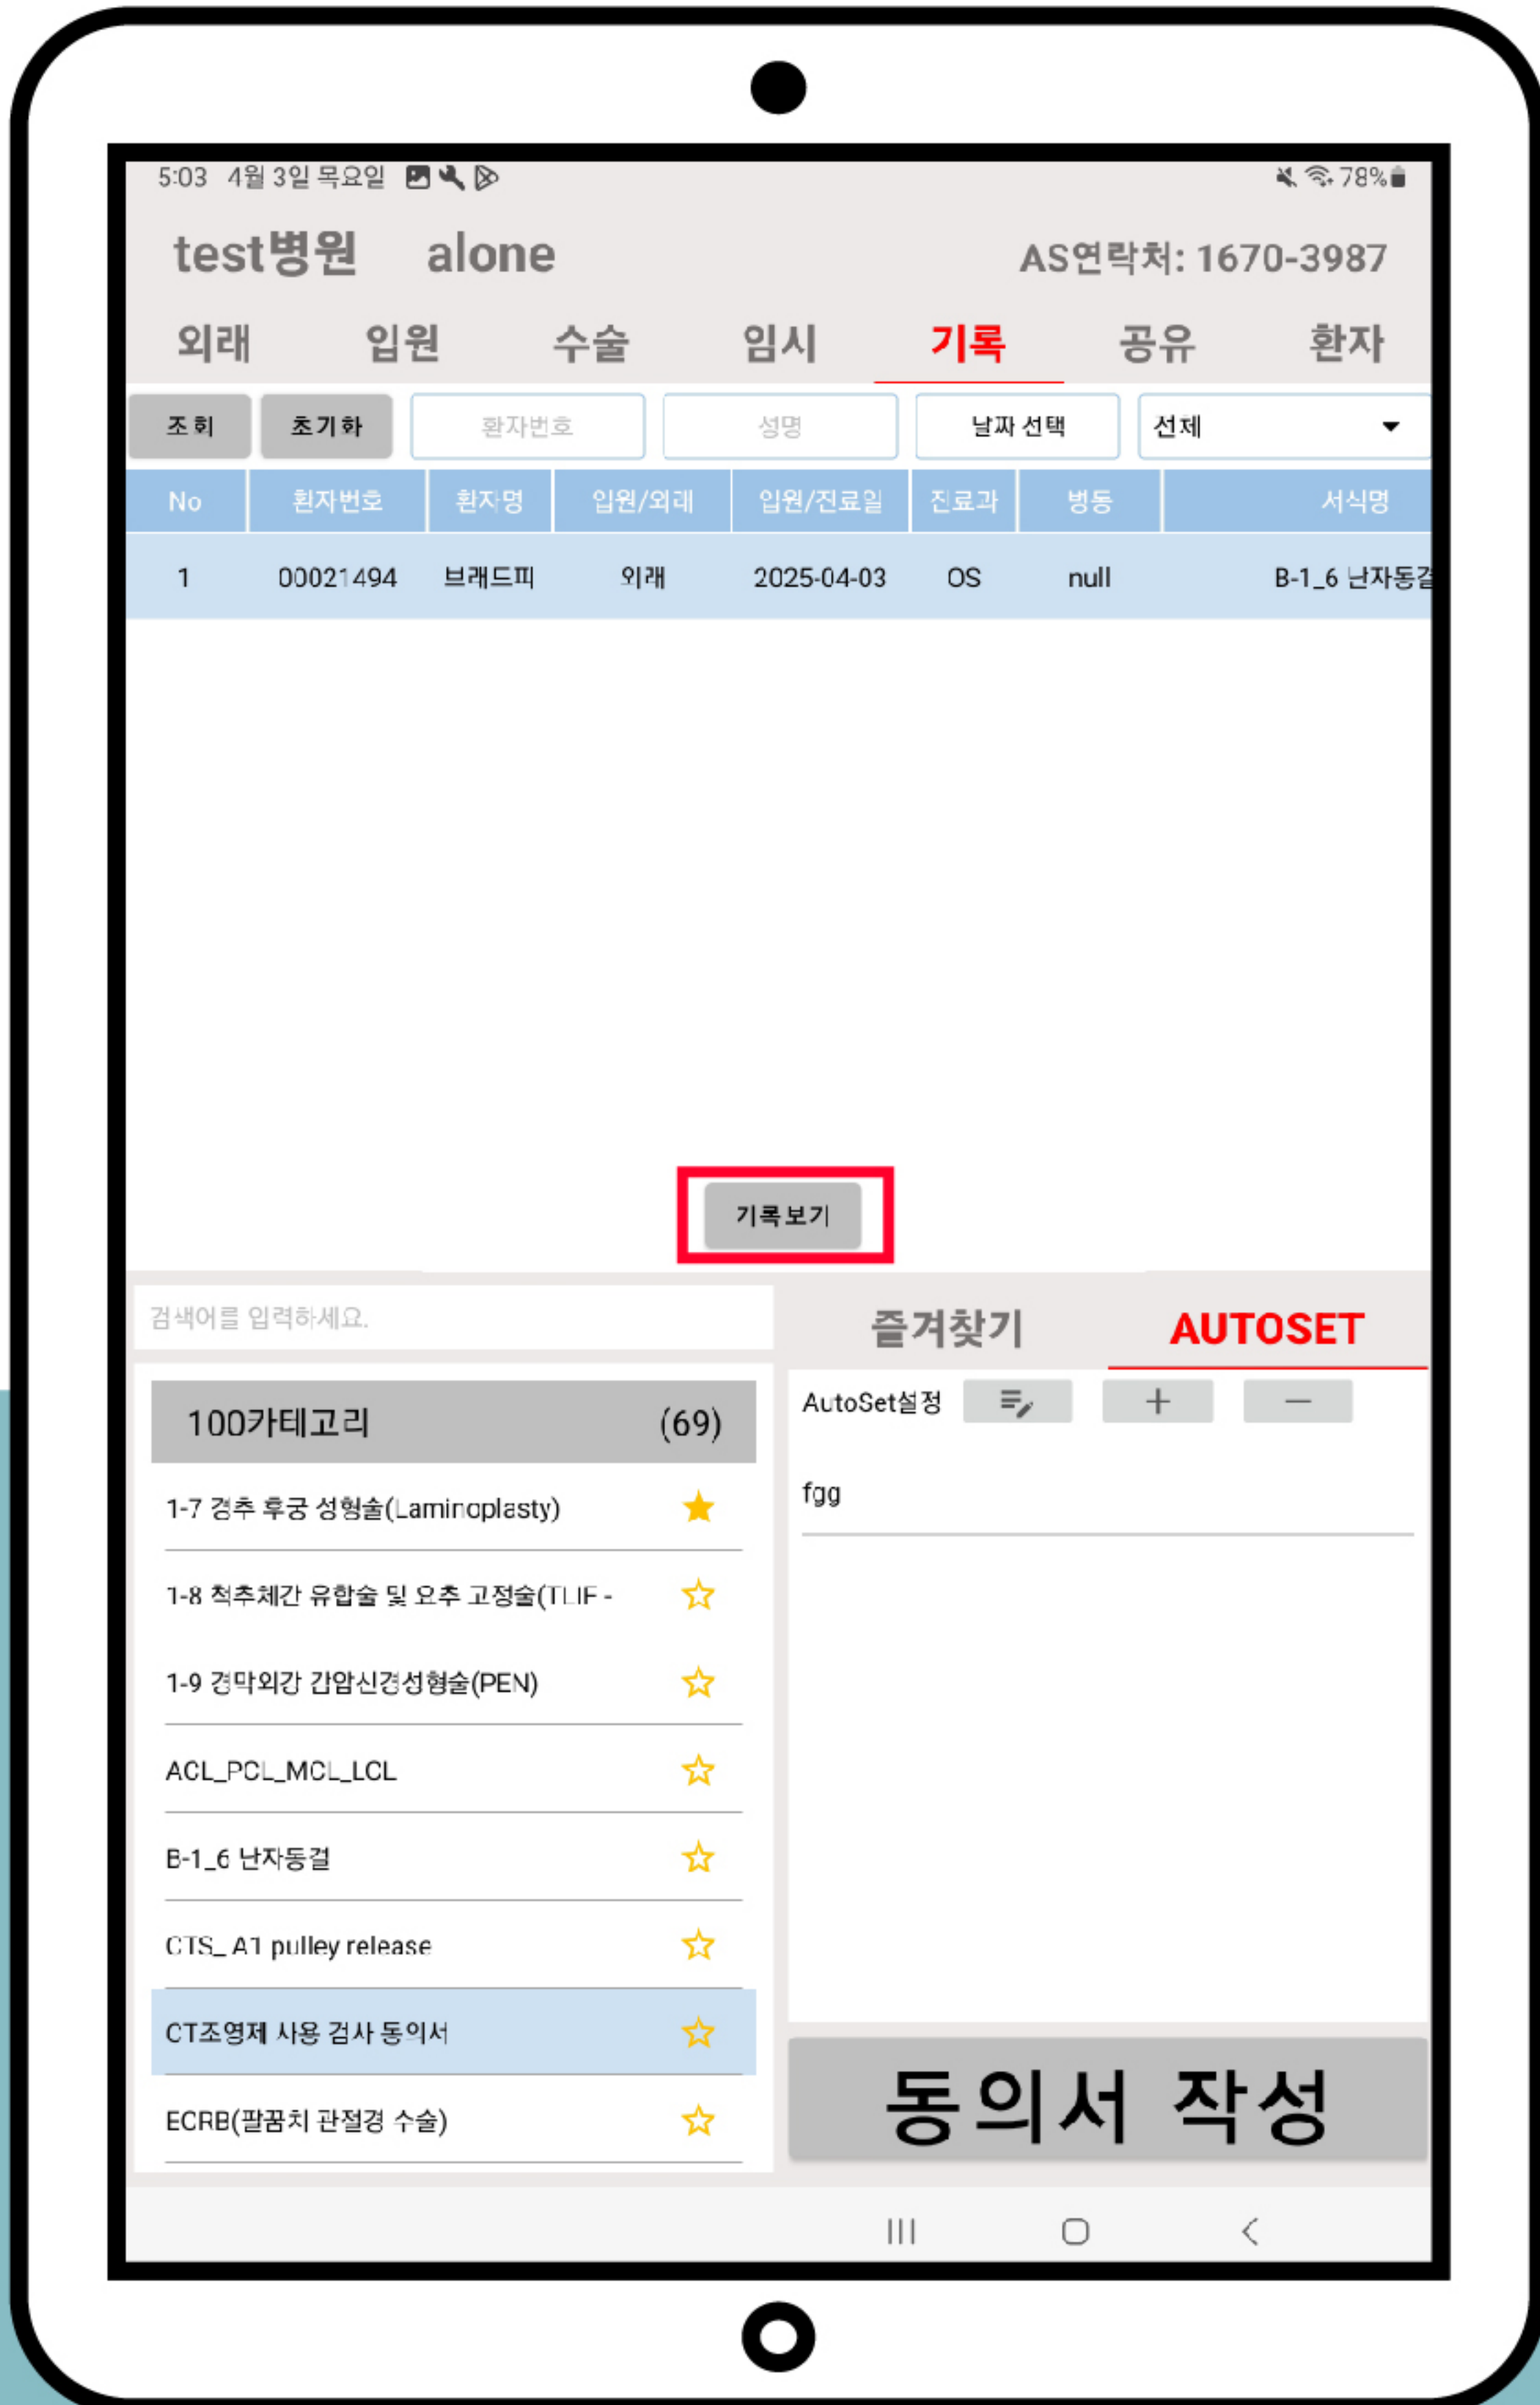 5:03 4월 3일 목요일 78%
test병원 alone AS연락처: 1670-3987
외래 입원 수술 임시 기록 공유 환자
조회 초기화 환자번호 성명 날짜 선택 전체
No 환자번호 환자명 입원/외래 입원/진료일 진료과 병동 서식명
1 00021494 브래드피 외래 2025-04-03 OS null B-1_6 난자동결
기록보기
검색어를 입력하세요.
즐겨찾기 AUTOSET
100카테고리 (69)
AutoSet설정
fgg
1-7 경추 후궁 성형술(Laminoplasty)
1-8 척추체간 유합술 및 요추 고정술(TLIF -
1-9 경막외강 감압신경성형술(PEN)
ACL_PCL_MCL_LCL
B-1_6 난자동결
CTS_ A1 pulley release
CT조영제 사용 검사 동의서
ECRB(팔꿈치 관절경 수술)
동의서 작성